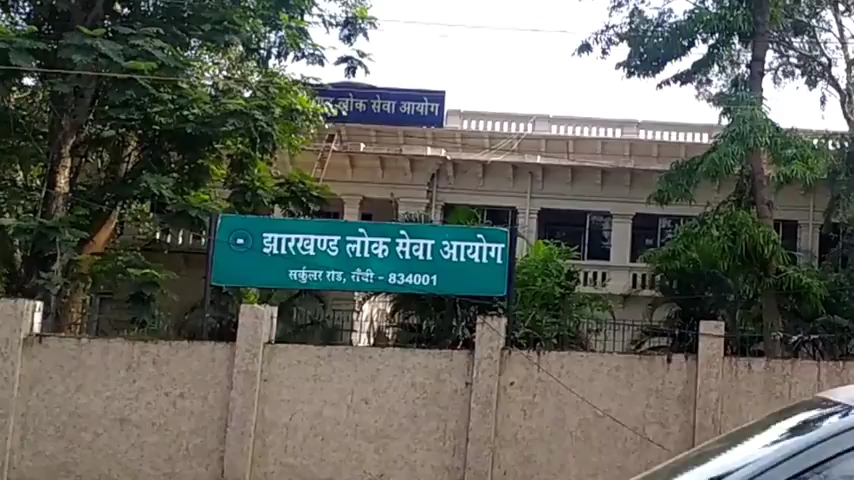 लोक सेवा आयोग
झारखण्ड लोक सेवा आयोग
सर्कुलर रोड, राँची - 834001